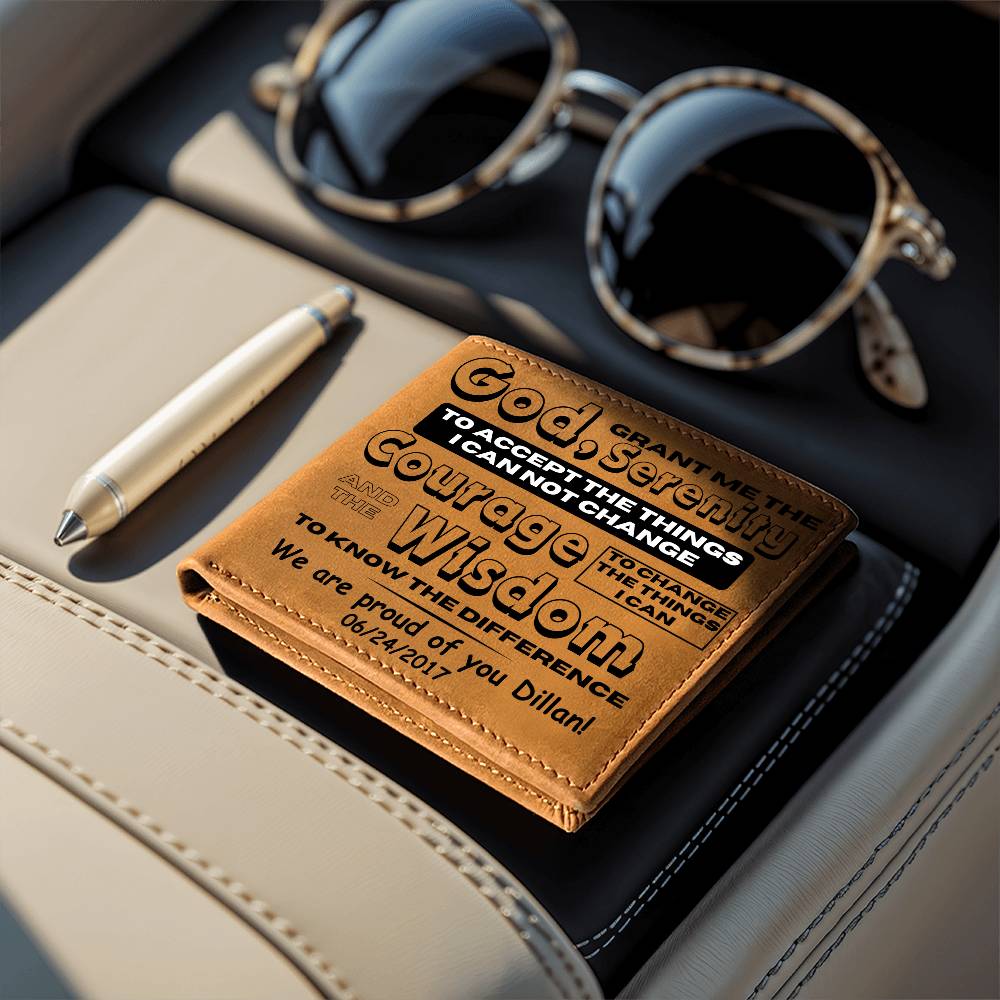 God, GRANT ME THE
Serenity
TO ACCEPT THE THINGS
I CAN NOT CHANGE
Courage TO CHANGE
THE THINGS
I CAN
AND
THE Wisdom
TO KNOW THE DIFFERENCE
We are proud of you Dillan!
06/24/2017